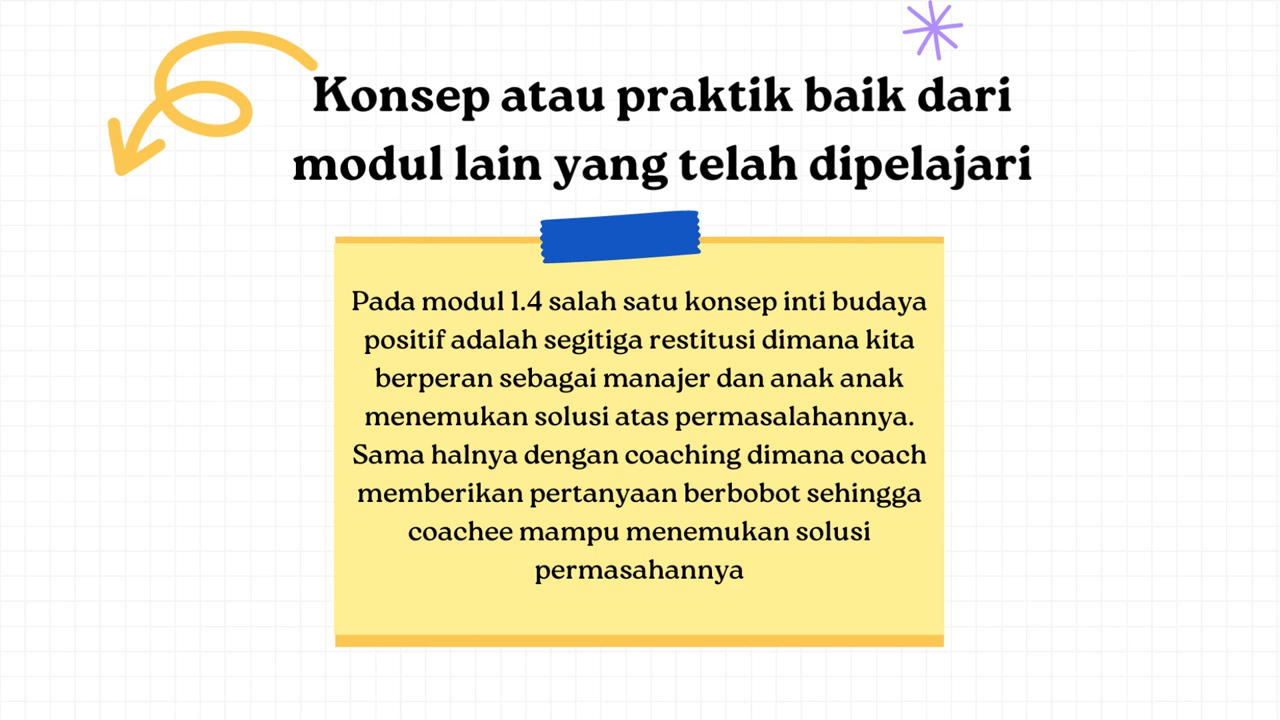 Konsep atau praktik baik dari
modul lain yang telah dipelajari
Pada modul 1.4 salah satu konsep inti budaya
positif adalah segitiga restitusi dimana kita
berperan sebagai manajer dan anak anak
menemukan solusi atas permasalahannya.
Sama halnya dengan coaching dimana coach
memberikan pertanyaan berbobot sehingga
coachee mampu menemukan solusi
permasahannya